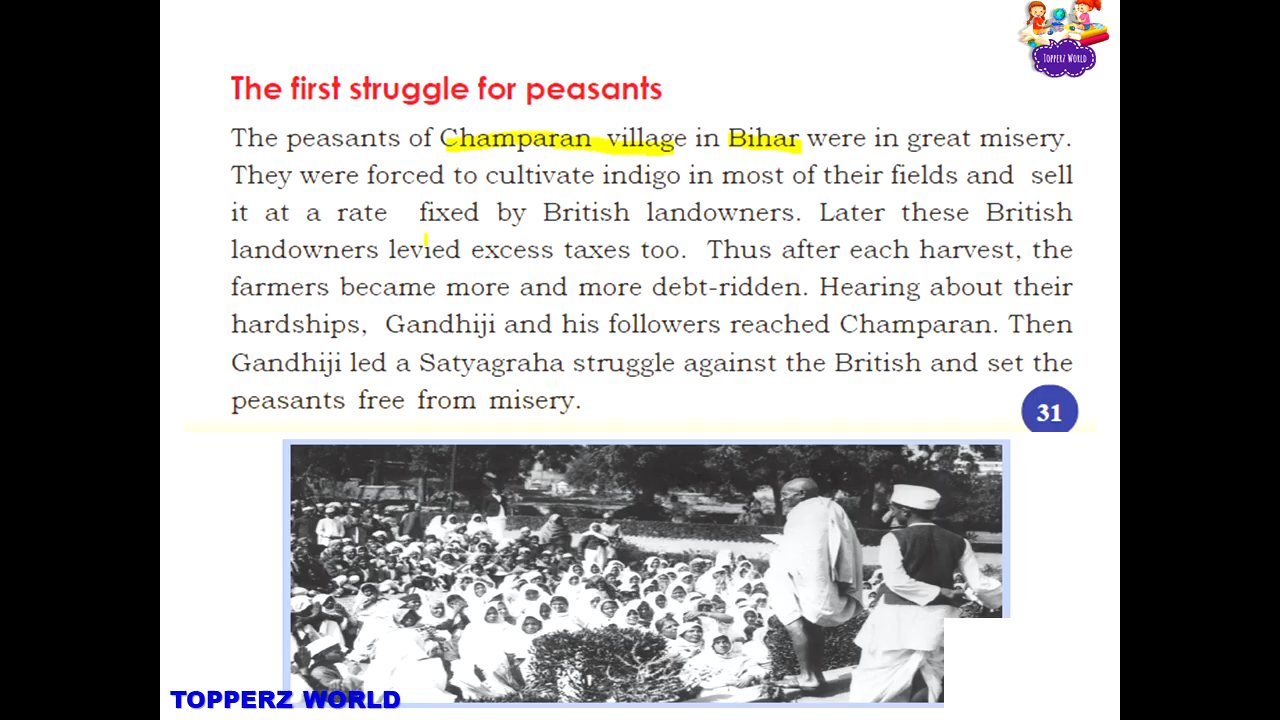 TOPPERZ WORLD
The first struggle for peasants
The peasants of Champaran village in Bihar were in great misery.
They were forced to cultivate indigo in most of their fields and sell
it at a rate fixed by British landowners. Later these British
landowners levied excess taxes too. Thus after each harvest, the
farmers became more and more debt-ridden. Hearing about their
hardships, Gandhiji and his followers reached Champaran. Then
Gandhiji led a Satyagraha struggle against the British and set the
peasants free from misery.
31
TOPPERZ WORLD